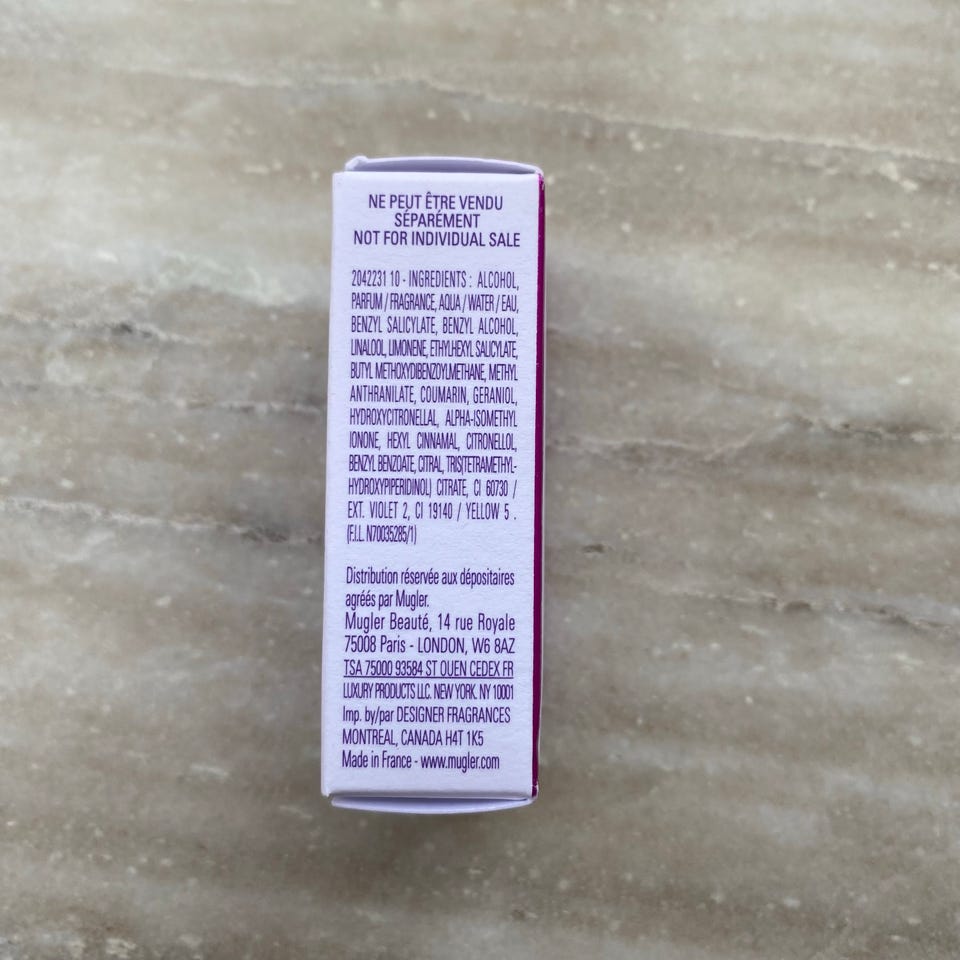 NE PEUT ÊTRE VENDU
SÉPARÉMENT
NOT FOR INDIVIDUAL SALE
2042231 10 - INGREDIENTS : ALCOHOL,
PARFUM / FRAGRANCE, AQUA / WATER / EAU,
BENZYL SALICYLATE, BENZYL ALCOHOL,
LINALOOL, LIMONENE, ETHYLHEXYL SALICYLATE,
BUTYL METHOXYDIBENZOYLMETHANE, METHYL
ANTHRANILATE, COUMARIN, GERANIOL,
HYDROXYCITRONELLAL, ALPHA-ISOMETHYL
IONONE, HEXYL CINNAMAL, CITRONELLOL,
BENZYL BENZOATE, CITRAL, TRIS(TETRAMETHYL-
HYDROXYPIPERIDINOL) CITRATE, CI 60730 /
EXT. VIOLET 2, CI 19140 / YELLOW 5 .
(F.I.L. N70035285/1)
Distribution réservée aux dépositaires
agréés par Mugler.
Mugler Beauté, 14 rue Royale
75008 Paris - LONDON, W6 8AZ
TSA 75000 93584 ST OUEN CEDEX FR
LUXURY PRODUCTS LLC. NEW YORK. NY 10001
Imp. by/par DESIGNER FRAGRANCES
MONTREAL, CANADA H4T 1K5
Made in France - www.mugler.com